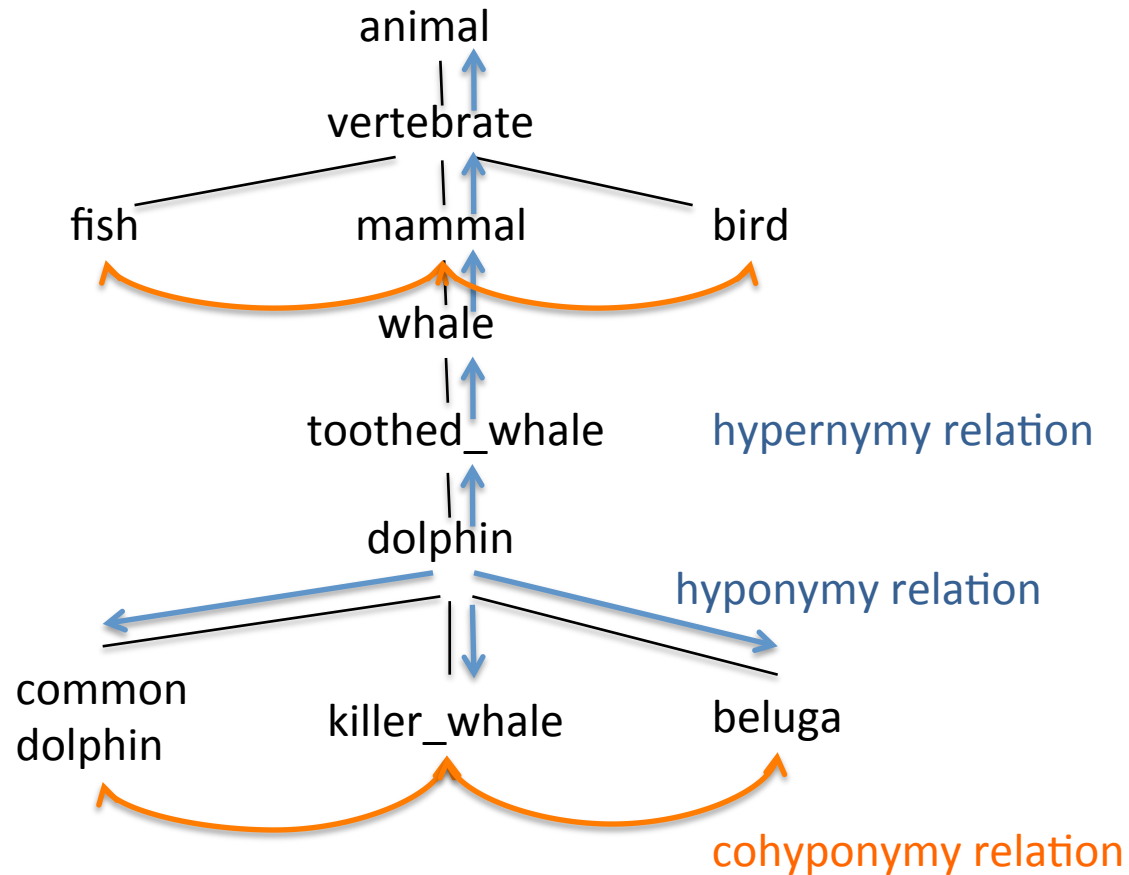 animal
vertebrate
fish mammal bird
whale
toothed_whale hypernymy relation
dolphin
hyponymy relation
common
dolphin
killer_whale
beluga
cohyponymy relation